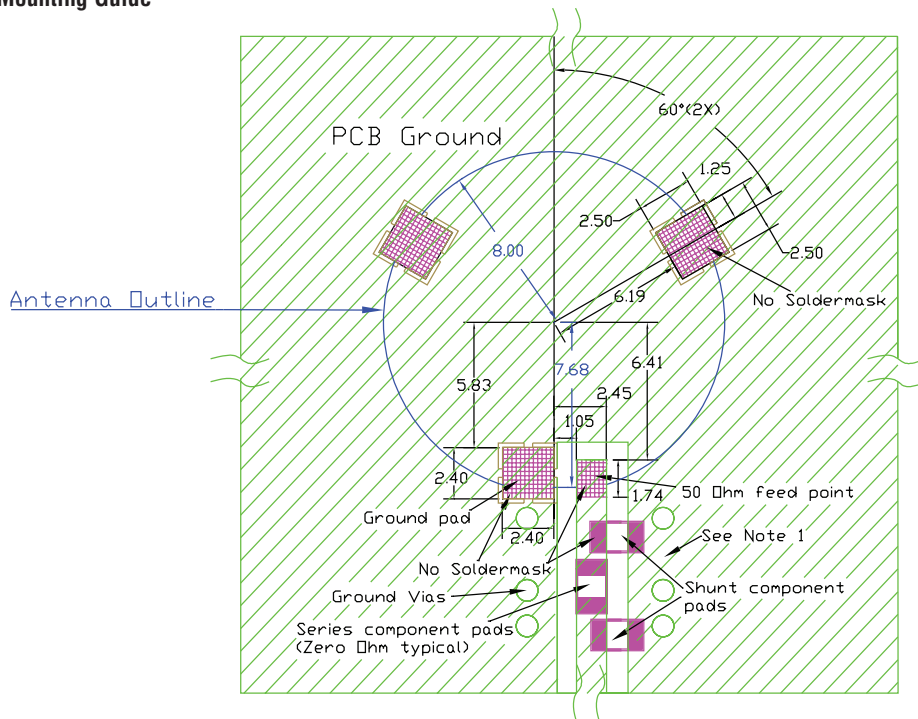 Mounting Guide
60°(2X)
PCB Ground
1.25
2.50
8.00
2.50
6.19
No Soldermask
Antenna Outline
7.68
6.41
5.83
2.45
1.05
2.40
1.74
50 Ohm feed point
Ground pad
2.40
See Note 1
No Soldermask
Ground Vias
Shunt component
pads
Series component pads
(Zero Ohm typical)